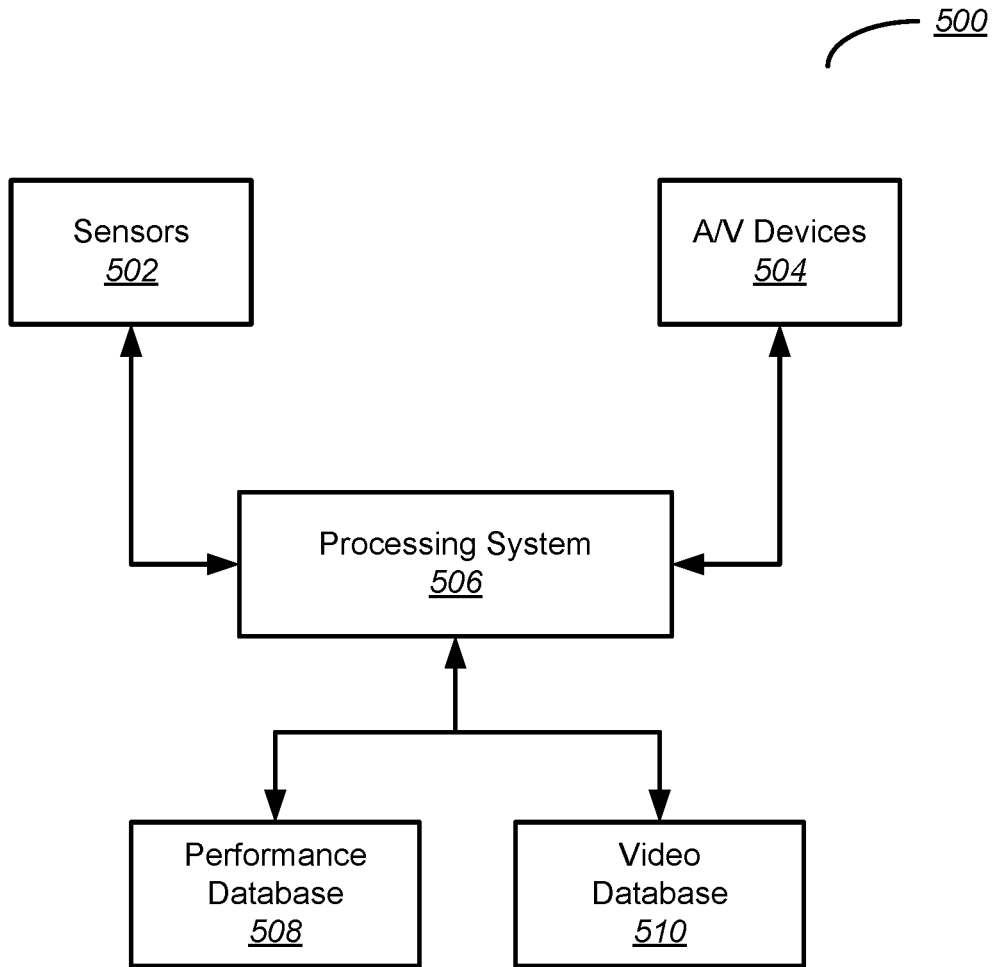 500
Sensors
502
A/V Devices
504
Processing System
506
Performance
Database
508
Video
Database
510